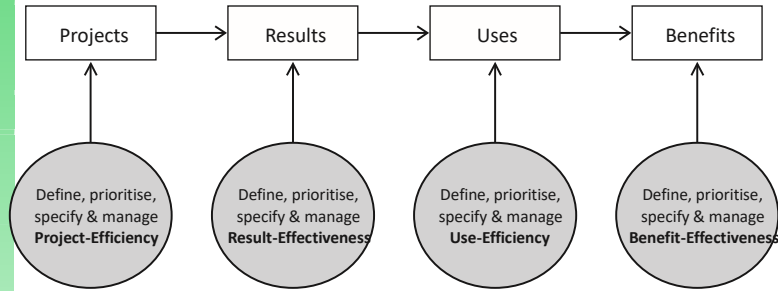 Projects
Results
Uses
Benefits
Define, prioritise,
specify & manage
Project-Efficiency
Define, prioritise,
specify & manage
Result-Effectiveness
Define, prioritise,
specify & manage
Use-Efficiency
Define, prioritise,
specify & manage
Benefit-Effectiveness